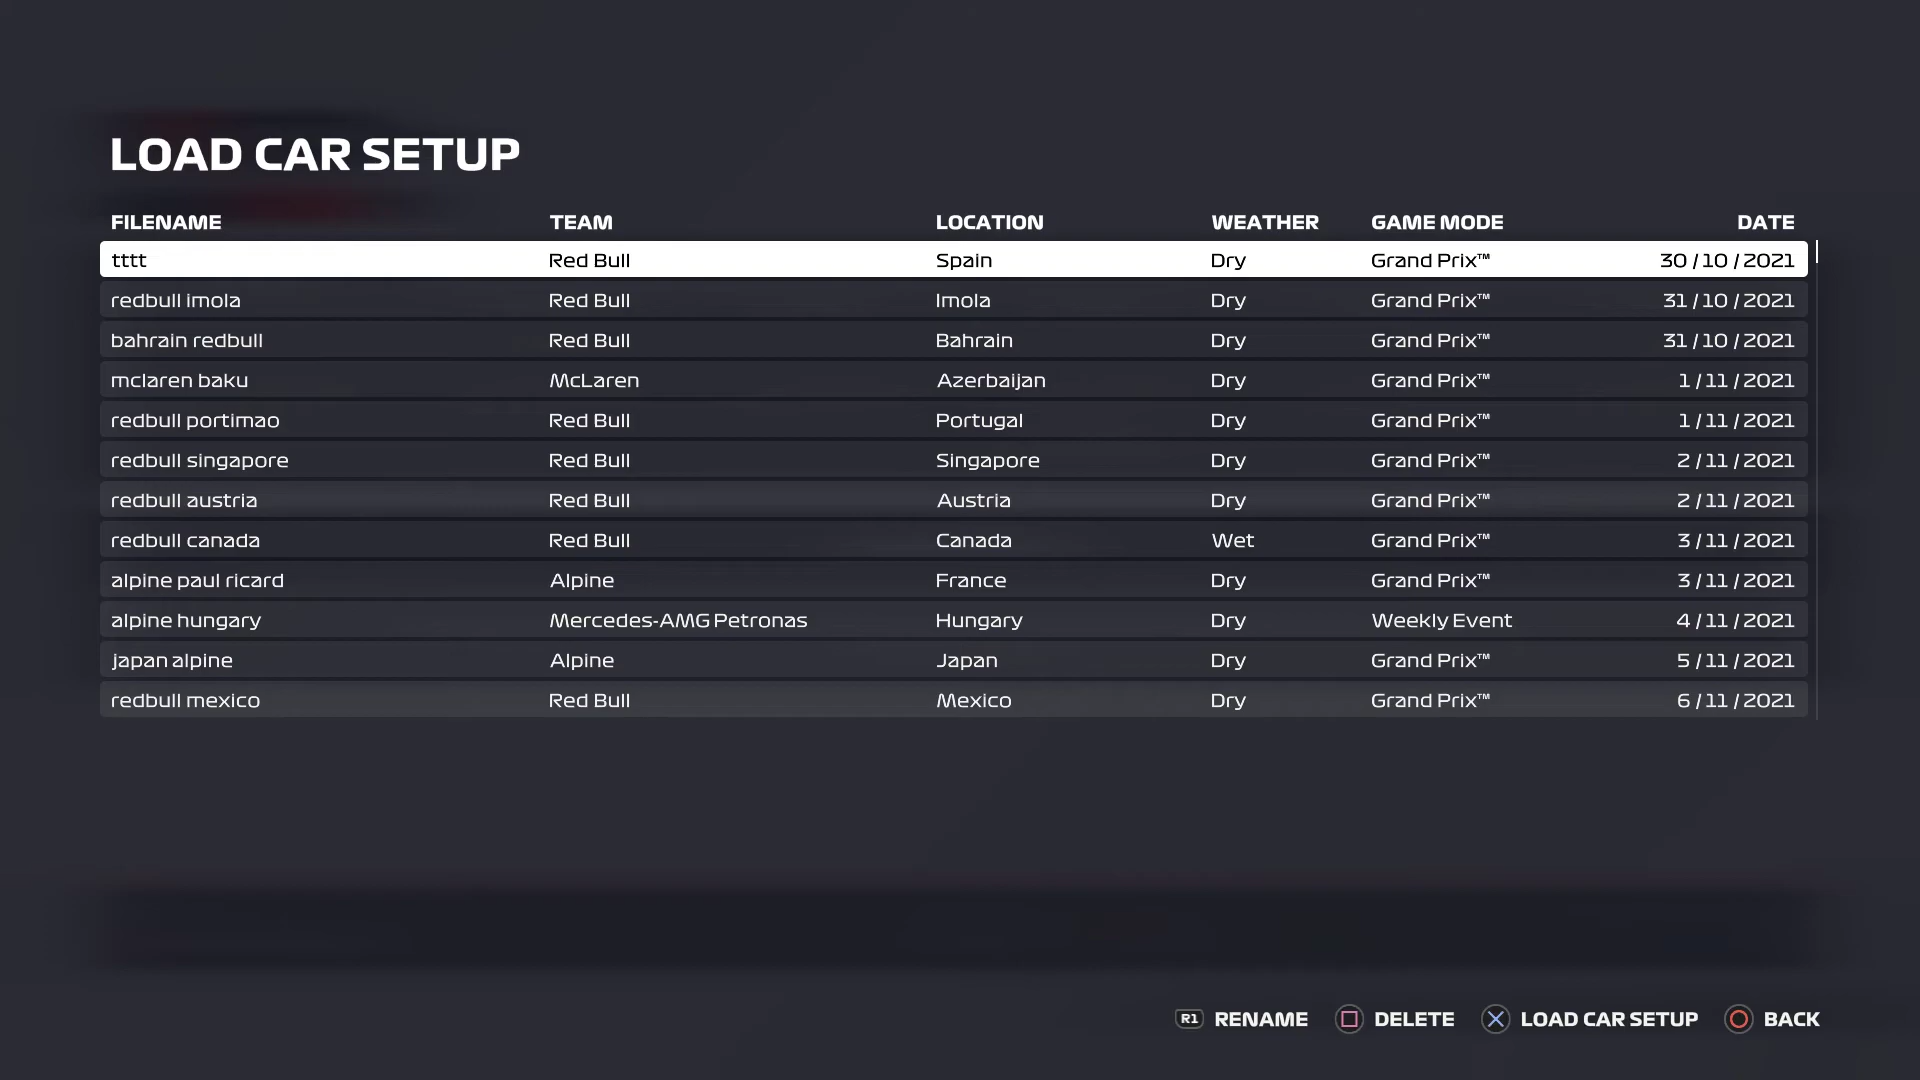 LOAD CAR SETUP
FILENAME TEAM LOCATION WEATHER GAME MODE DATE
tttt Red Bull Spain Dry Grand Prix™ 30 / 10 / 2021
redbull imola Red Bull Imola Dry Grand Prix™ 31 / 10 / 2021
bahrain redbull Red Bull Bahrain Dry Grand Prix™ 31 / 10 / 2021
mclaren baku McLaren Azerbaijan Dry Grand Prix™ 1 / 11 / 2021
redbull portimao Red Bull Portugal Dry Grand Prix™ 1 / 11 / 2021
redbull singapore Red Bull Singapore Dry Grand Prix™ 2 / 11 / 2021
redbull austria Red Bull Austria Dry Grand Prix™ 2 / 11 / 2021
redbull canada Red Bull Canada Wet Grand Prix™ 3 / 11 / 2021
alpine paul ricard Alpine France Dry Grand Prix™ 3 / 11 / 2021
alpine hungary Mercedes-AMG Petronas Hungary Dry Weekly Event 4 / 11 / 2021
japan alpine Alpine Japan Dry Grand Prix™ 5 / 11 / 2021
redbull mexico Red Bull Mexico Dry Grand Prix™ 6 / 11 / 2021
R1 RENAME DELETE LOAD CAR SETUP BACK